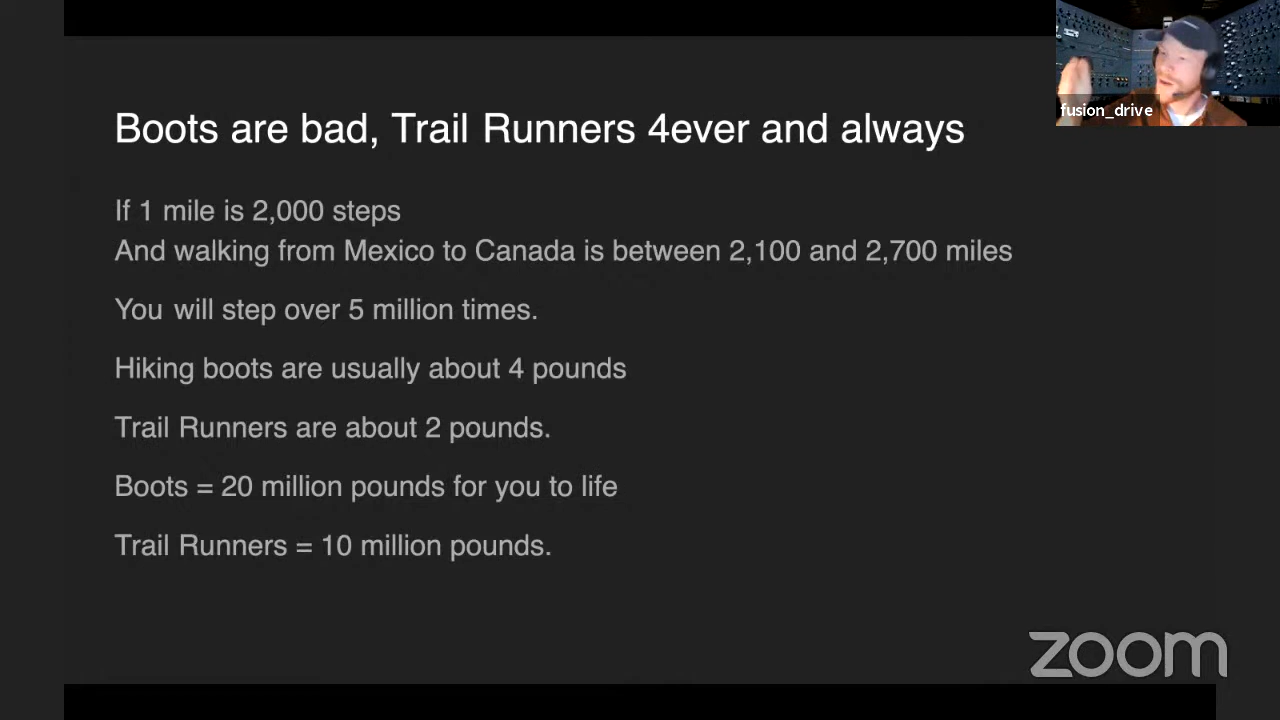 Boots are bad, Trail Runners 4ever and always
If 1 mile is 2,000 steps
And walking from Mexico to Canada is between 2,100 and 2,700 miles
You will step over 5 million times.
Hiking boots are usually about 4 pounds
Trail Runners are about 2 pounds.
Boots = 20 million pounds for you to life
Trail Runners = 10 million pounds.
fusion_drive
zoom